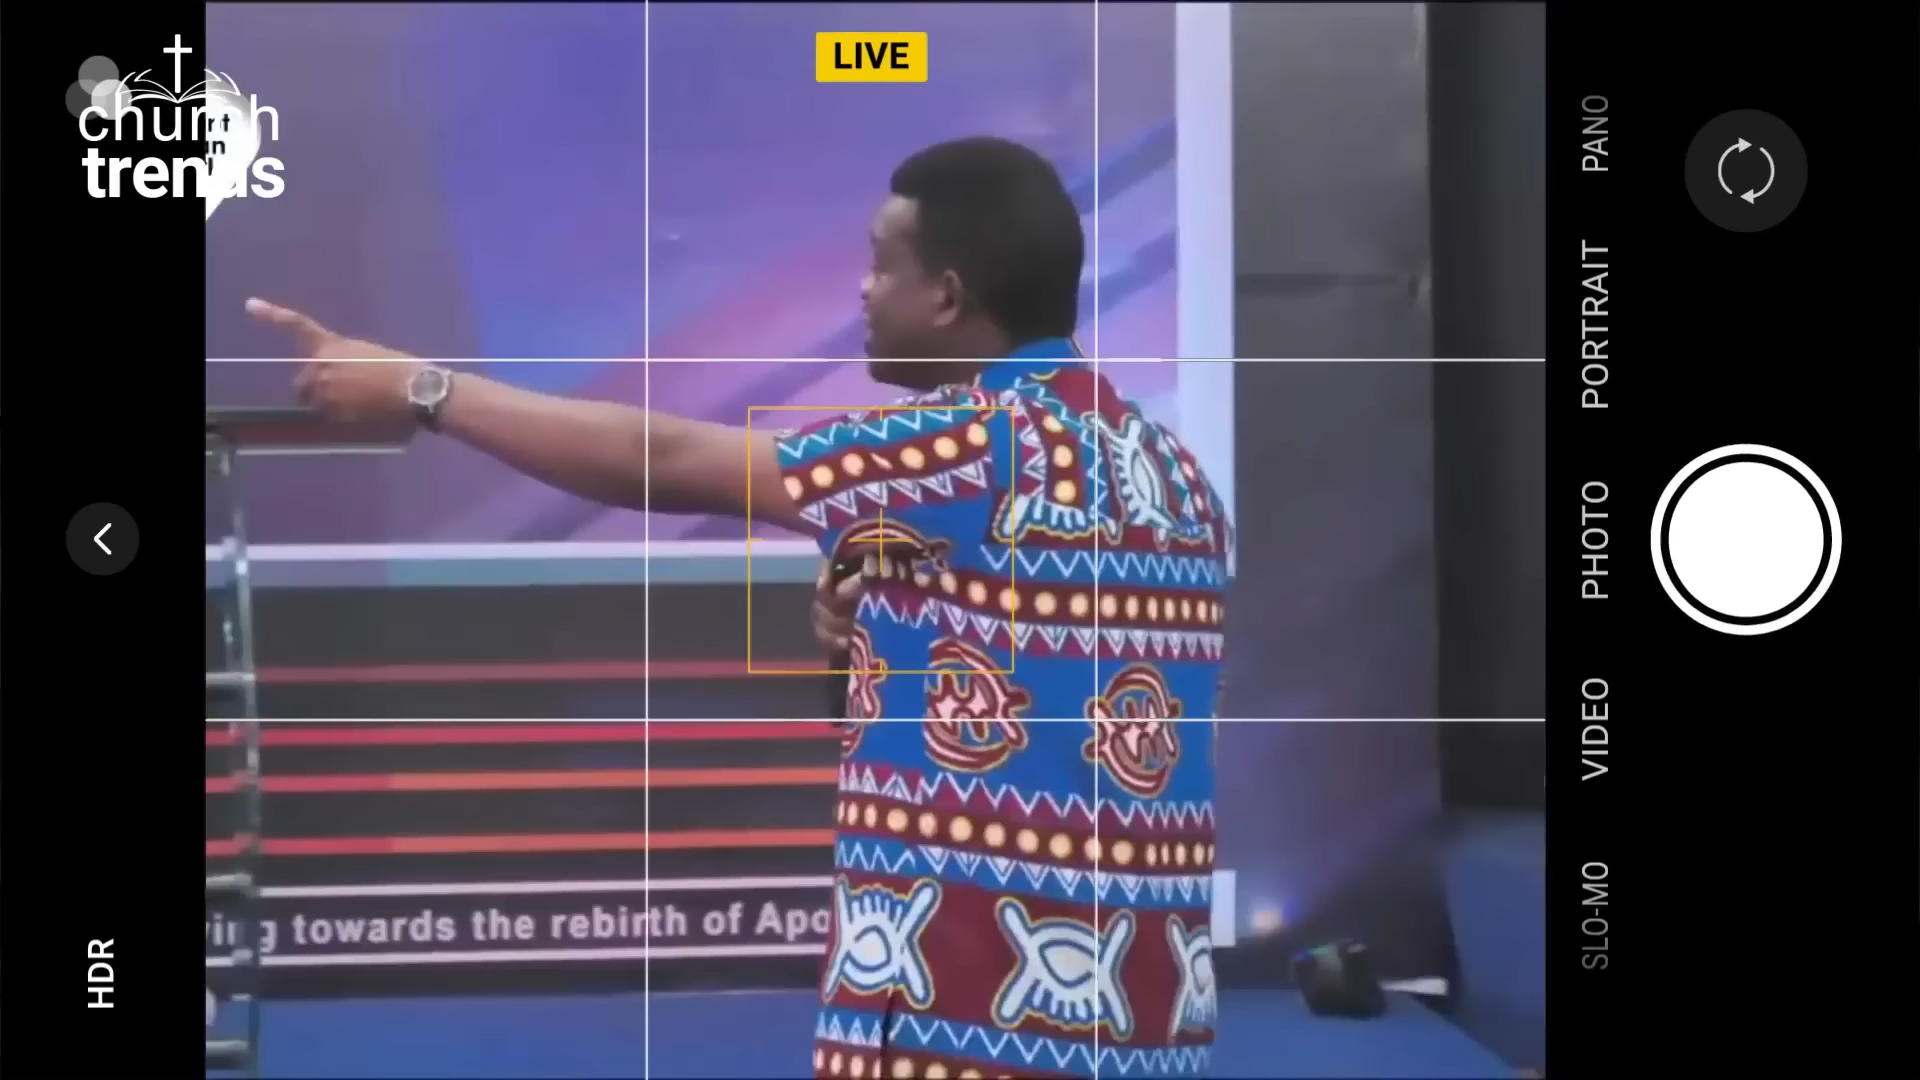 LIVE
church
trends
PANO
PORTRAIT
PHOTO
VIDEO
SLO-MO
HDR
towards the rebirth of Apo